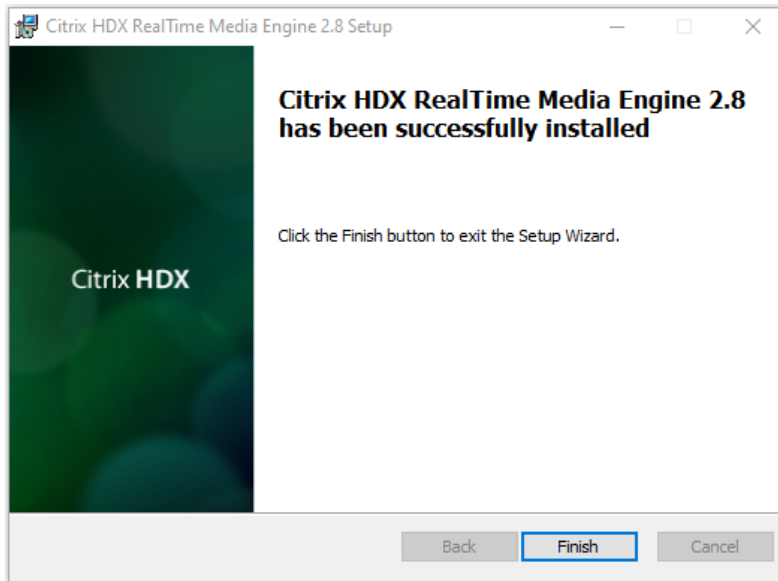 Citrix HDX RealTime Media Engine 2.8 Setup
Citrix HDX RealTime Media Engine 2.8
has been successfully installed
Click the Finish button to exit the Setup Wizard.
Citrix HDX
Back
Finish
Cancel